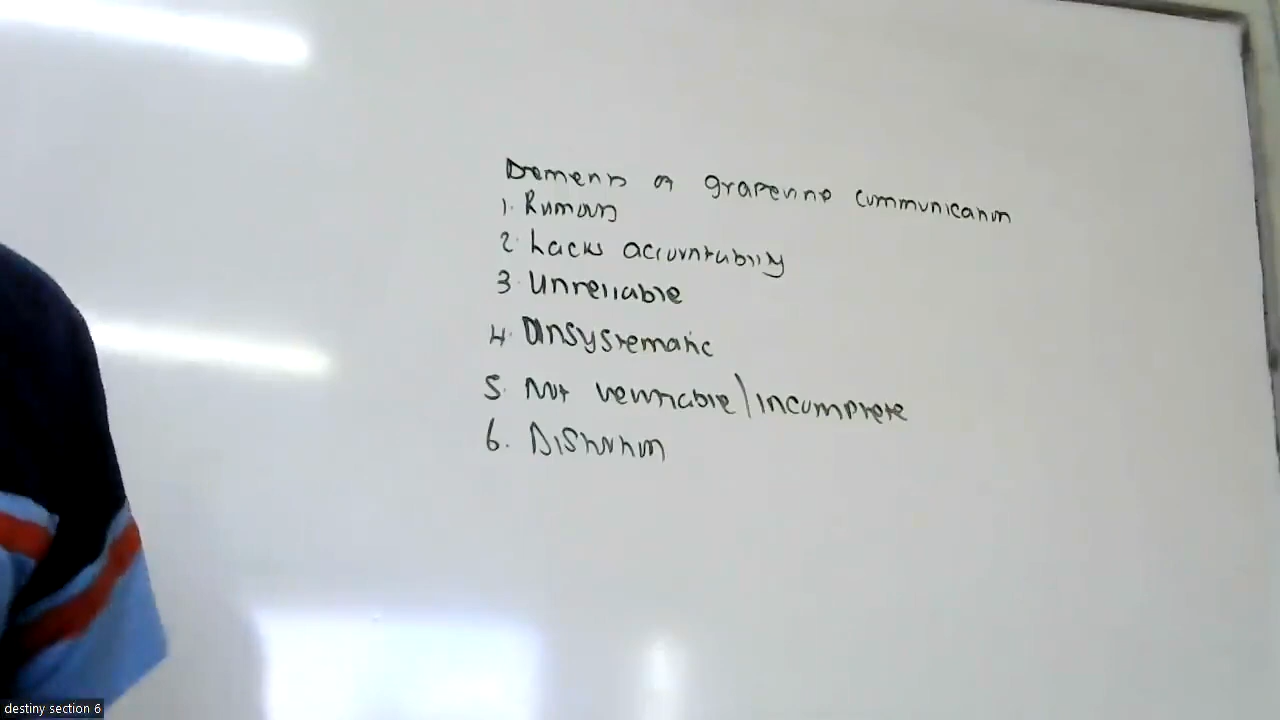 Demerits of grapevine communication
1. Rumours
2. Lacks accountability
3. Unreliable
4. Unsystematic
5. Not verifiable/incomplete
6. Distortion
destiny section 6